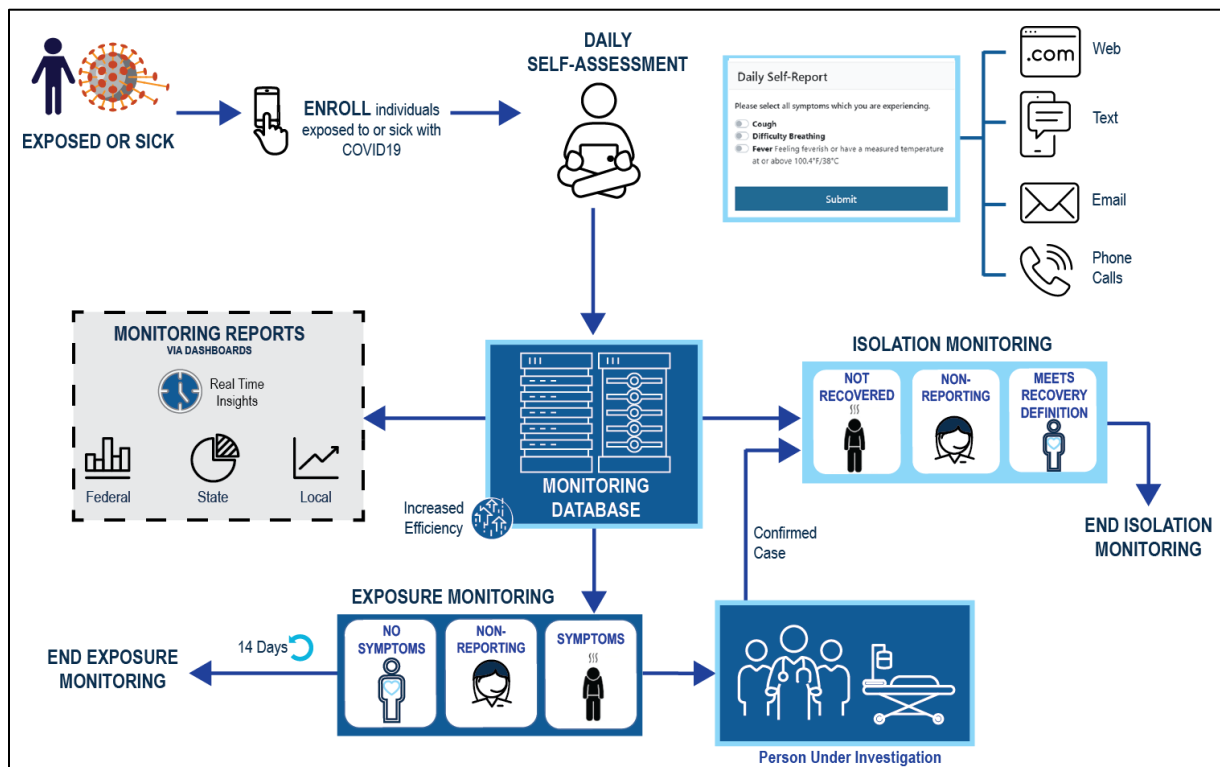 EXPOSED OR SICK
ENROLL individuals
exposed to or sick with
COVID19
DAILY
SELF-ASSESSMENT
Daily Self-Report
Please select all symptoms which you are experiencing.
Cough
Difficulty Breathing
Fever Feeling feverish or have a measured temperature
at or above 100.4°F/38°C
Submit
.com
Web
Text
Email
Phone
Calls
MONITORING REPORTS
VIA DASHBOARDS
Real Time
Insights
Federal
State
Local
MONITORING
DATABASE
Increased
Efficiency
ISOLATION MONITORING
NOT
RECOVERED
NON-
REPORTING
MEETS
RECOVERY
DEFINITION
END ISOLATION
MONITORING
Confirmed
Case
EXPOSURE MONITORING
NO
SYMPTOMS
NON-
REPORTING
SYMPTOMS
14 Days
END EXPOSURE
MONITORING
Person Under Investigation